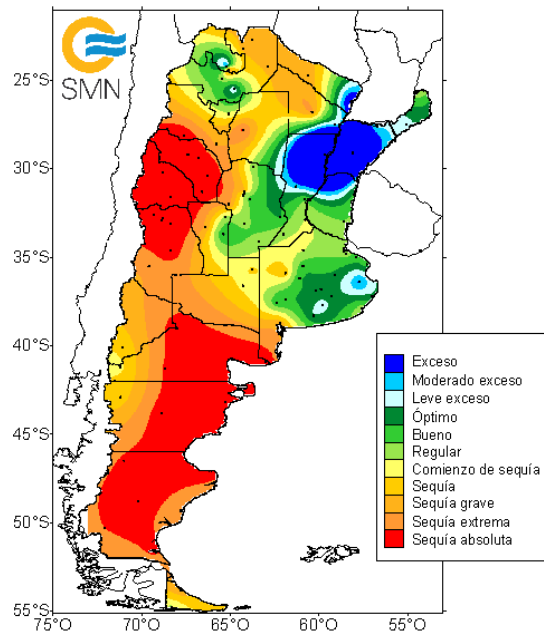 SMN
25°S
30°S
35°S
40°S
45°S
50°S
55°S
75°O
70°O
65°O
60°O
55°O
Exceso
Moderado exceso
Leve exceso
Óptimo
Bueno
Regular
Comienzo de sequía
Sequía
Sequía grave
Sequía extrema
Sequía absoluta